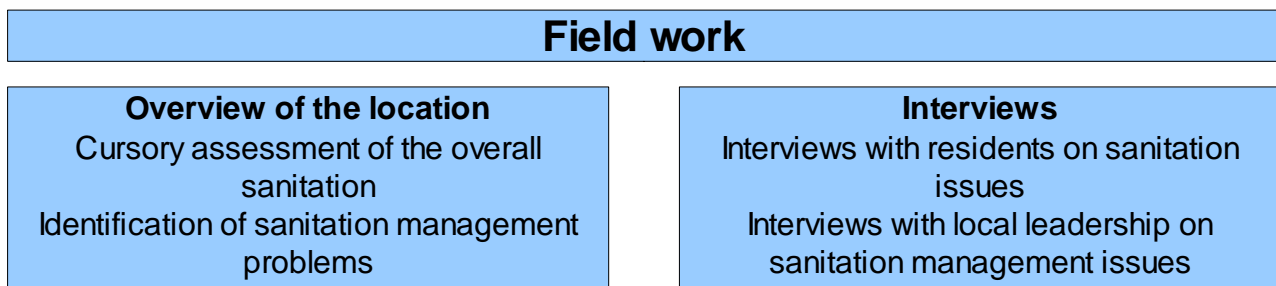 Field work
Overview of the location
Cursory assessment of the overall
sanitation
Identification of sanitation management
problems
Interviews
Interviews with residents on sanitation
issues
Interviews with local leadership on
sanitation management issues